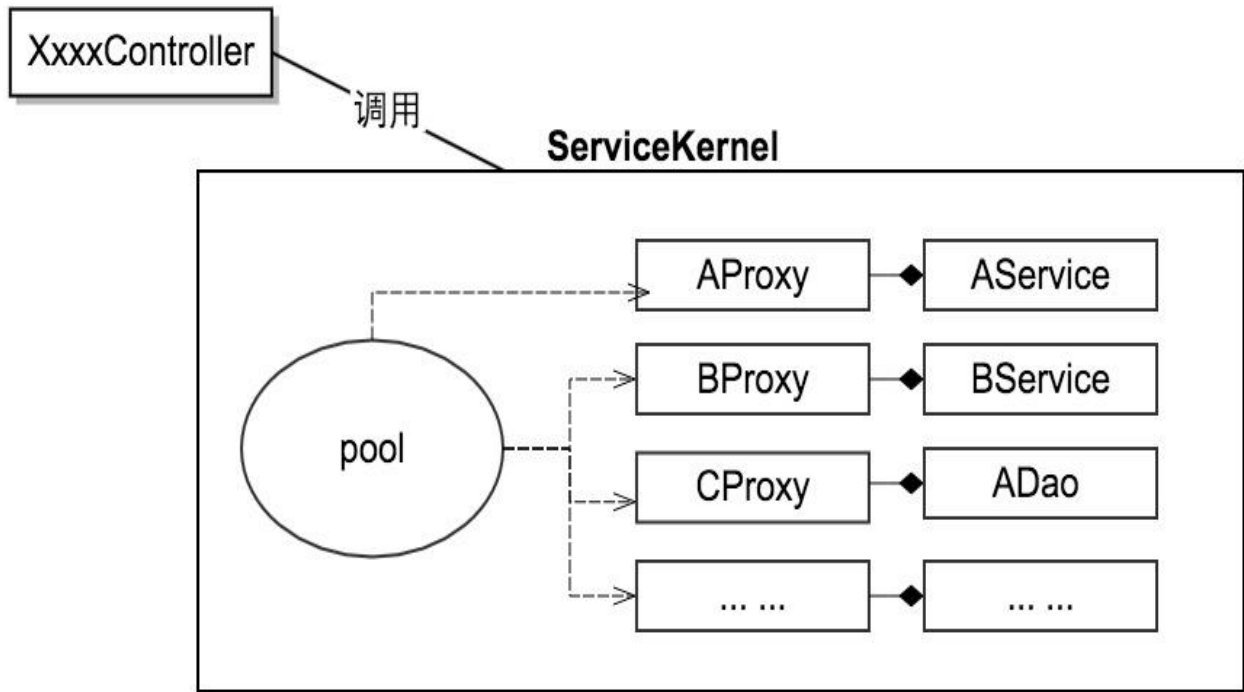 XxxxController
调用
ServiceKernel
AProxy
AService
BProxy
BService
pool
CProxy
ADao
... ...
... ...